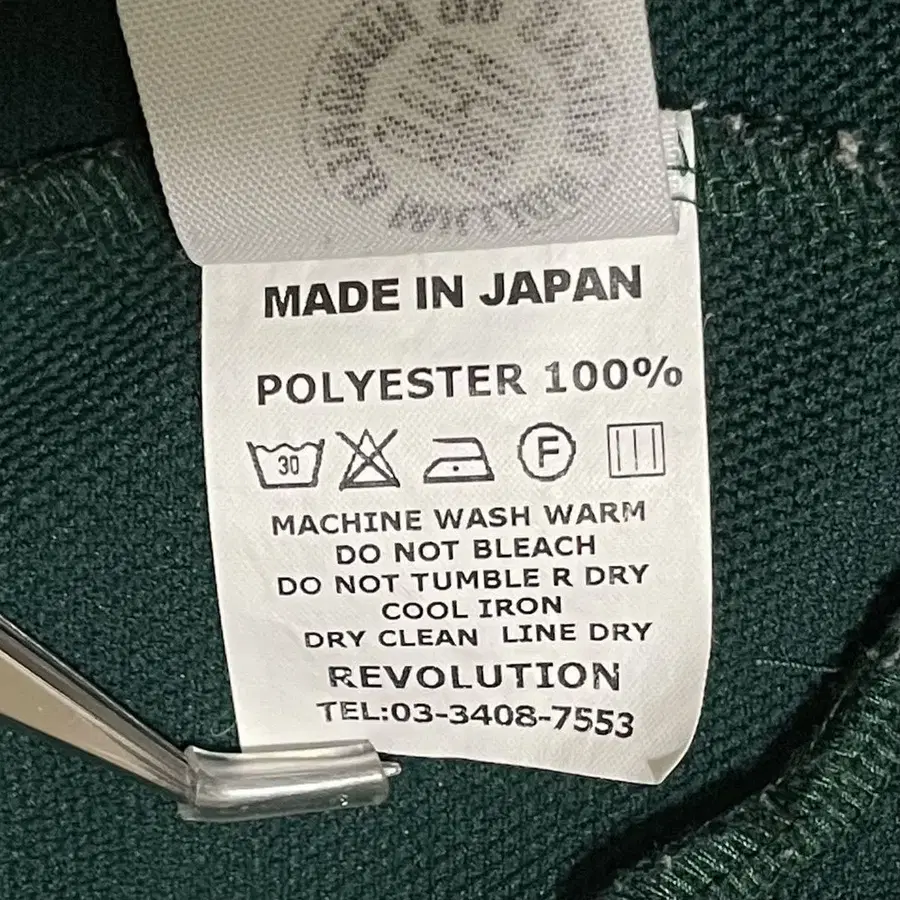 MADE IN JAPAN
POLYESTER 100%
30 F
MACHINE WASH WARM
DO NOT BLEACH
DO NOT TUMBLE R DRY
COOL IRON
DRY CLEAN LINE DRY
REVOLUTION
TEL:03-3408-7553